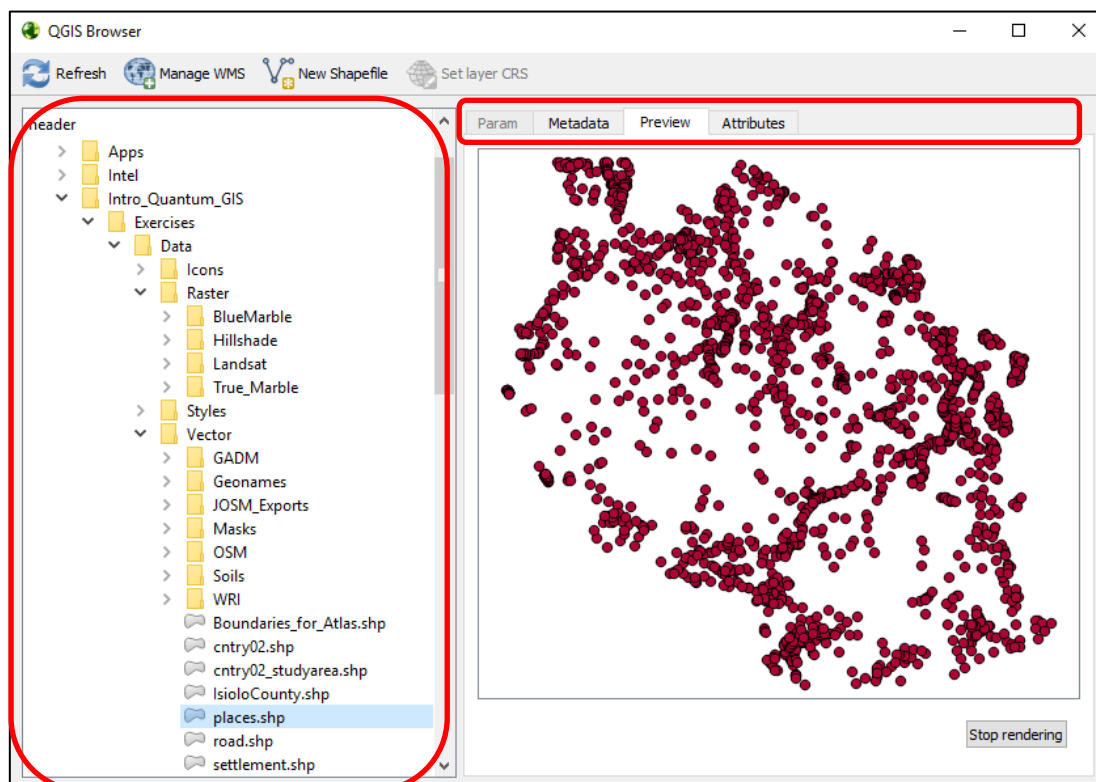 QGIS Browser
Refresh Manage WMS New Shapefile Set layer CRS
header
Apps
Intel
Intro_Quantum_GIS
Exercises
Data
Icons
Raster
BlueMarble
Hillshade
Landsat
True_Marble
Styles
Vector
GADM
Geonames
JOSM_Exports
Masks
OSM
Soils
WRI
Boundaries_for_Atlas.shp
cntry02.shp
cntry02_studyarea.shp
IsioloCounty.shp
places.shp
road.shp
settlement.shp
Param Metadata Preview Attributes
Stop rendering